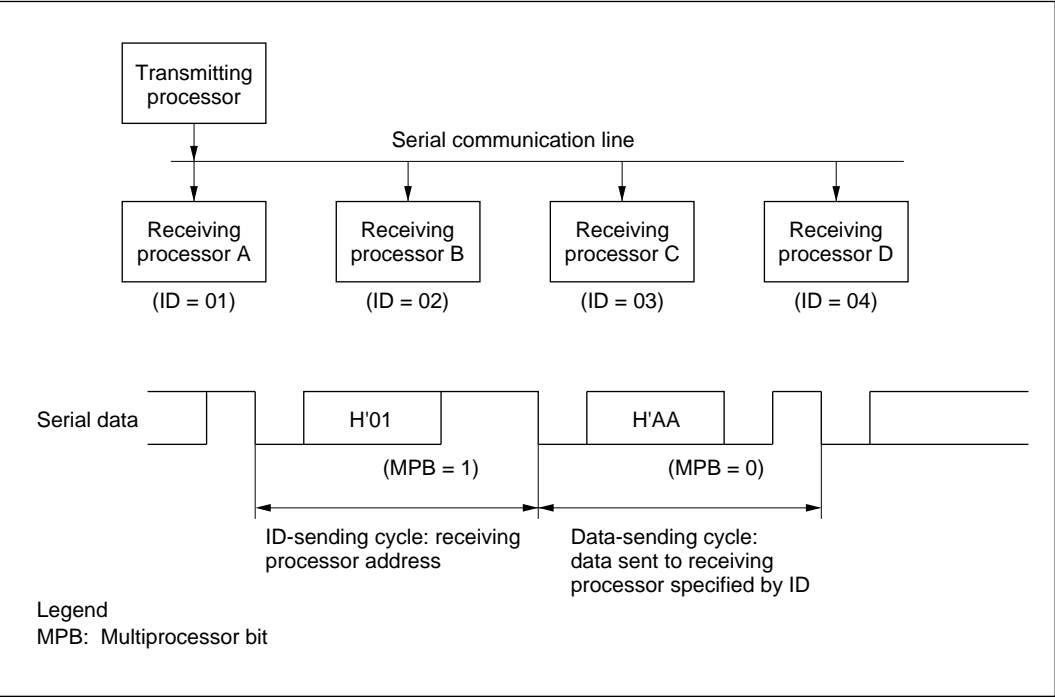 Transmitting
processor
Serial communication line
Receiving
processor A
Receiving
processor B
Receiving
processor C
Receiving
processor D
(ID = 01)
(ID = 02)
(ID = 03)
(ID = 04)
Serial data
H'01
H'AA
(MPB = 1)
(MPB = 0)
ID-sending cycle: receiving
processor address
Data-sending cycle:
data sent to receiving
processor specified by ID
Legend
MPB: Multiprocessor bit